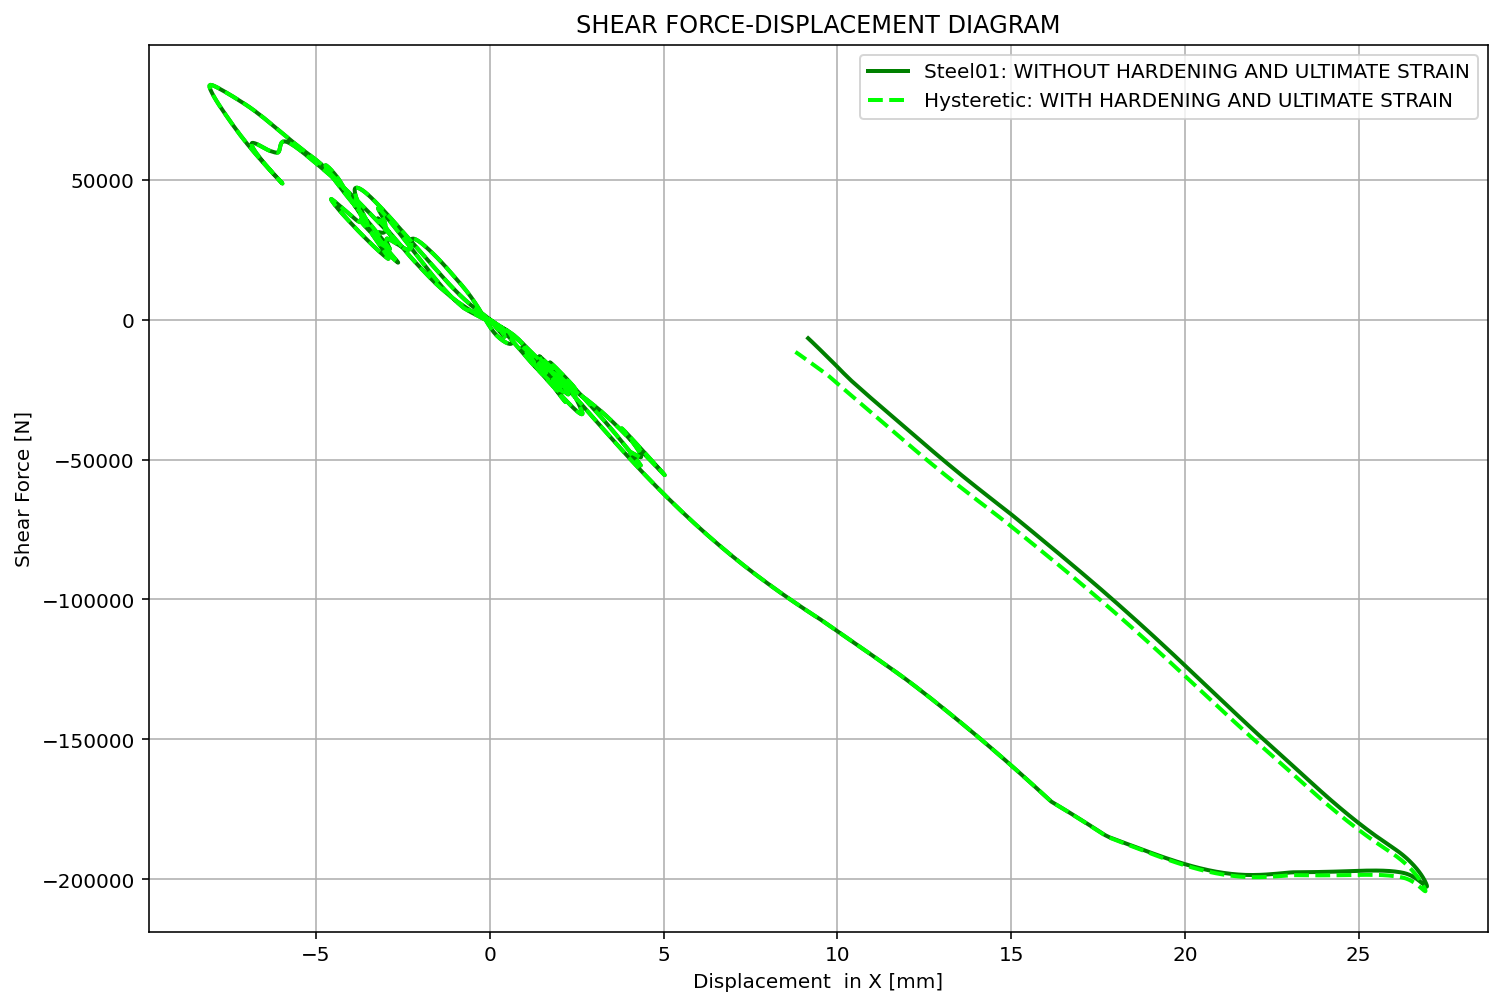 SHEAR FORCE-DISPLACEMENT DIAGRAM
Steel01: WITHOUT HARDENING AND ULTIMATE STRAIN
Hysteretic: WITH HARDENING AND ULTIMATE STRAIN
50000
0
−50000
−100000
−150000
−200000
Shear Force [N]
−5
0
5
10
15
20
25
Displacement  in X [mm]